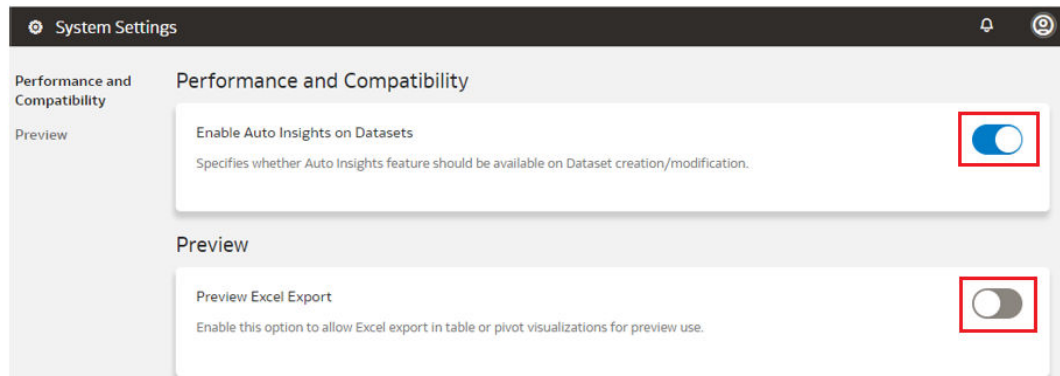 System Settings
Performance and
Compatibility
Preview
Performance and Compatibility
Enable Auto Insights on Datasets
Specifies whether Auto Insights feature should be available on Dataset creation/modification.
Preview
Preview Excel Export
Enable this option to allow Excel export in table or pivot visualizations for preview use.